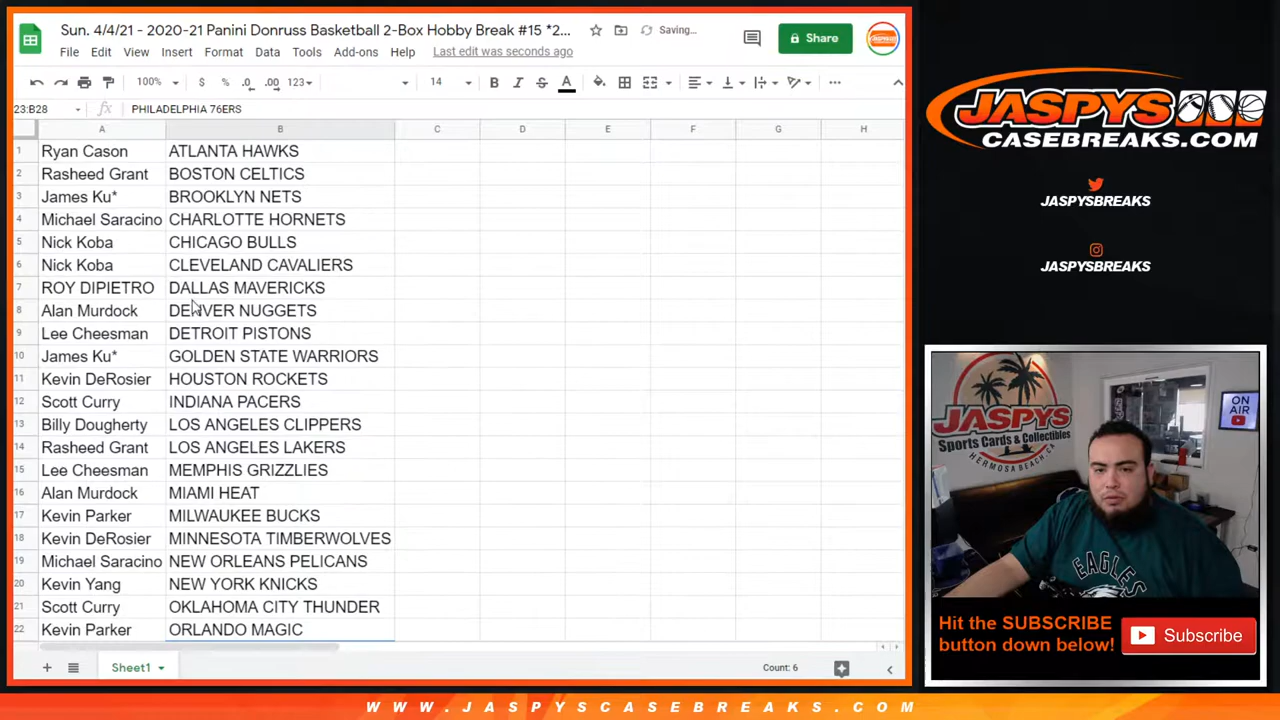 Sun. 4/4/21 - 2020-21 Panini Donruss Basketball 2-Box Hobby Break #15 *2...
Saving...
File Edit View Insert Format Data Tools Add-ons Help Last edit was seconds ago
Share
100% $ % .0 .00 123 14 B I S A
23:B28 fx PHILADELPHIA 76ERS
A B C D E F G H
1 Ryan Cason ATLANTA HAWKS
2 Rasheed Grant BOSTON CELTICS
3 James Ku* BROOKLYN NETS
4 Michael Saracino CHARLOTTE HORNETS
5 Nick Koba CHICAGO BULLS
6 Nick Koba CLEVELAND CAVALIERS
7 ROY DIPIETRO DALLAS MAVERICKS
8 Alan Murdock DENVER NUGGETS
9 Lee Cheesman DETROIT PISTONS
10 James Ku* GOLDEN STATE WARRIORS
11 Kevin DeRosier HOUSTON ROCKETS
12 Scott Curry INDIANA PACERS
13 Billy Dougherty LOS ANGELES CLIPPERS
14 Rasheed Grant LOS ANGELES LAKERS
15 Lee Cheesman MEMPHIS GRIZZLIES
16 Alan Murdock MIAMI HEAT
17 Kevin Parker MILWAUKEE BUCKS
18 Kevin DeRosier MINNESOTA TIMBERWOLVES
19 Michael Saracino NEW ORLEANS PELICANS
20 Kevin Yang NEW YORK KNICKS
21 Scott Curry OKLAHOMA CITY THUNDER
22 Kevin Parker ORLANDO MAGIC
Sheet1
Count: 6
JASPYS
CASEBREAKS.COM
JASPYSBREAKS
JASPYSBREAKS
JASPYS
Sports Cards & Collectibles
HERMOSA BEACH, CA
ON
AIR
EAGLES
Hit the SUBSCRIBE
button down below!
Subscribe
WWW.JASPYSCASEBREAKS.COM